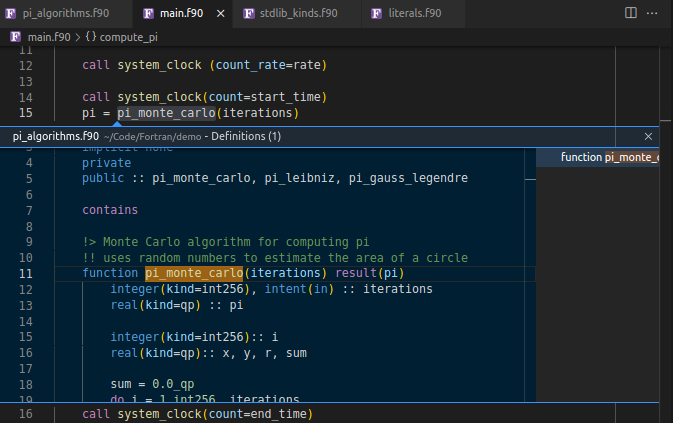 pi_algorithms.f90 main.f90 stdlib_kinds.f90 literals.f90
main.f90 > {} compute_pi
11
12 call system_clock (count_rate=rate)
13
14 call system_clock(count=start_time)
15 pi = pi_monte_carlo(iterations)
pi_algorithms.f90 ~/Code/Fortran/demo - Definitions (1)
3 implicit none
4 private
5 public :: pi_monte_carlo, pi_leibniz, pi_gauss_legendre
6
7 contains
8
9 !> Monte Carlo algorithm for computing pi
10 !! uses random numbers to estimate the area of a circle
11 function pi_monte_carlo(iterations) result(pi)
12 integer(kind=int256), intent(in) :: iterations
13 real(kind=qp) :: pi
14
15 integer(kind=int256):: i
16 real(kind=qp):: x, y, r, sum
17
18 sum = 0.0_qp
19 do i = 1_int256, iterations
function pi_monte_c
16 call system_clock(count=end_time)